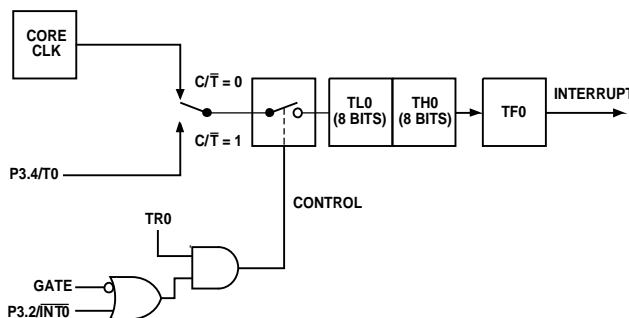 CORE
CLK
C/T̅ = 0
TL0
(8 BITS)
TH0
(8 BITS)
TF0
INTERRUPT
C/T̅ = 1
P3.4/T0
CONTROL
TR0
GATE
P3.2/I̅N̅T̅0̅